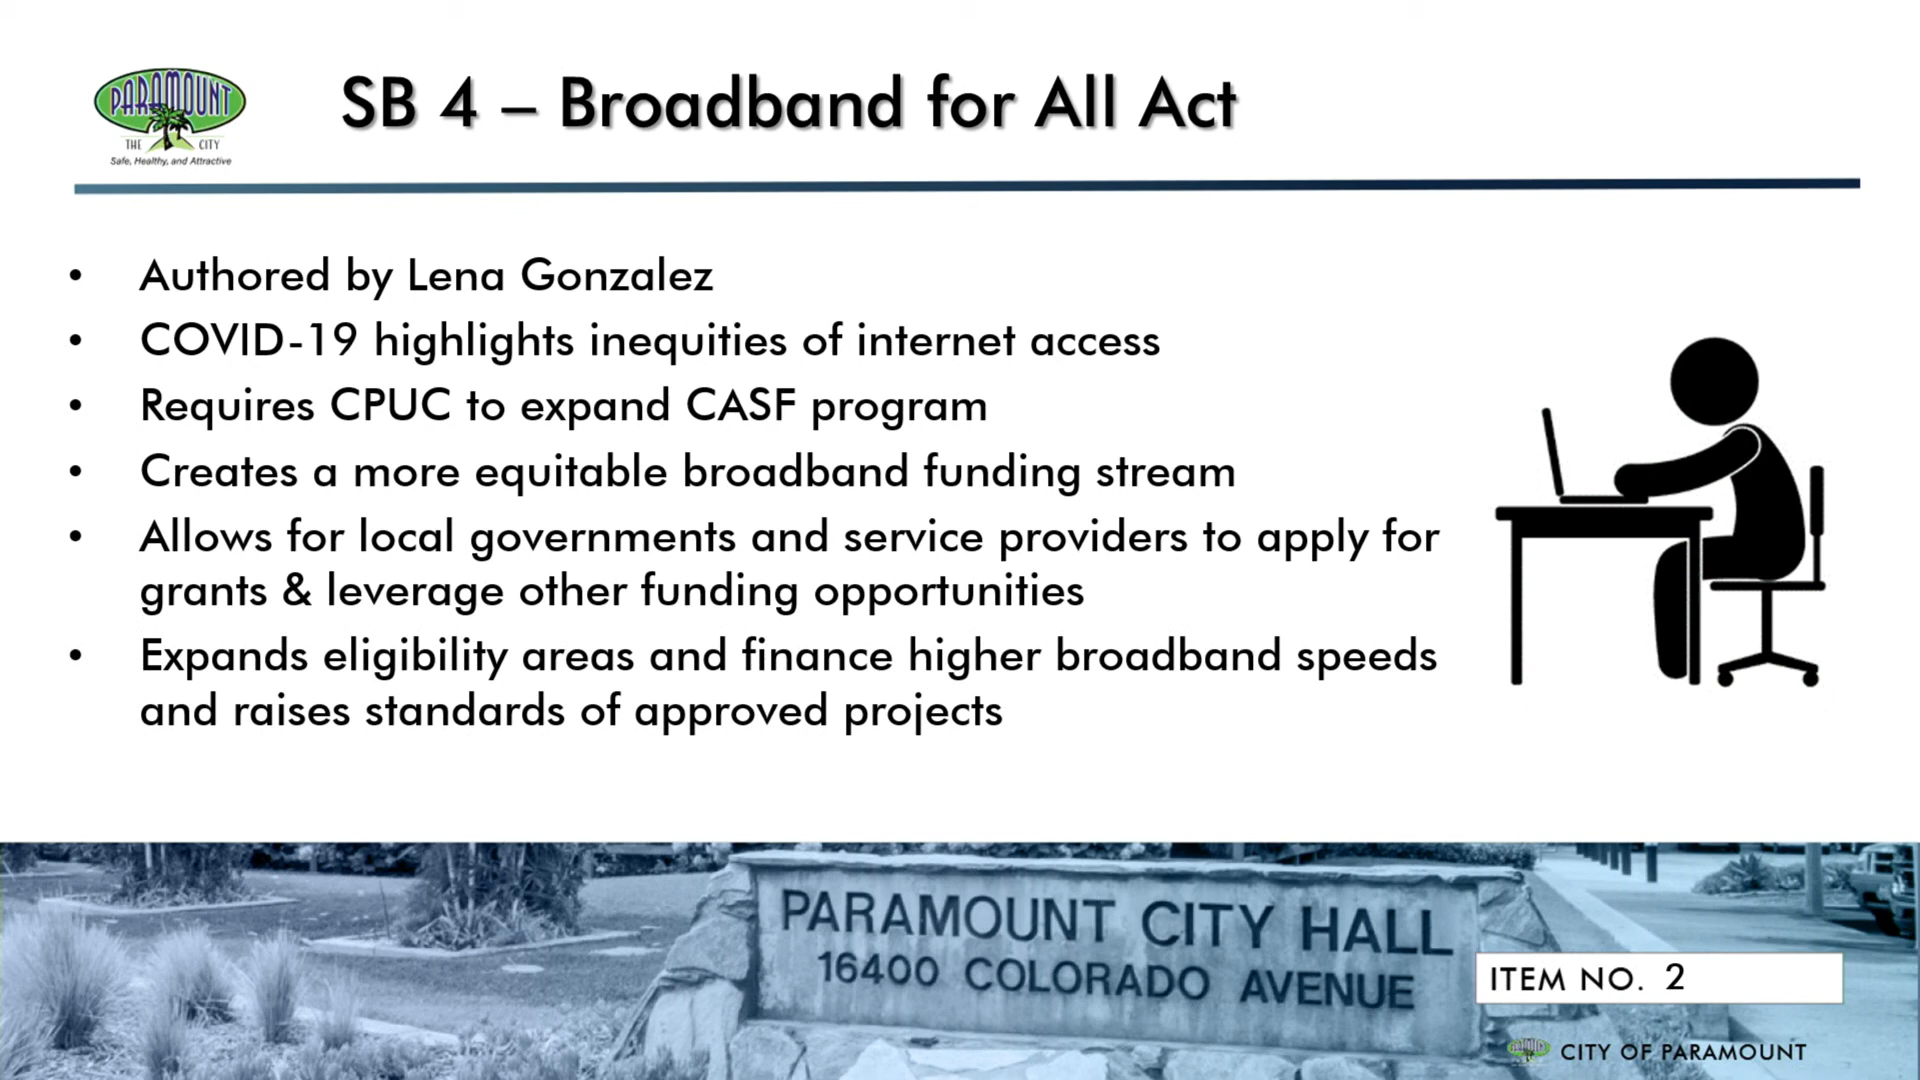 PARAMOUNT
THE CITY
Safe, Healthy, and Attractive
SB 4 – Broadband for All Act
• Authored by Lena Gonzalez
• COVID-19 highlights inequities of internet access
• Requires CPUC to expand CASF program
• Creates a more equitable broadband funding stream
• Allows for local governments and service providers to apply for
grants & leverage other funding opportunities
• Expands eligibility areas and finance higher broadband speeds
and raises standards of approved projects
PARAMOUNT CITY HALL
16400 COLORADO AVENUE
ITEM NO. 2
PARAMOUNT
CITY OF PARAMOUNT